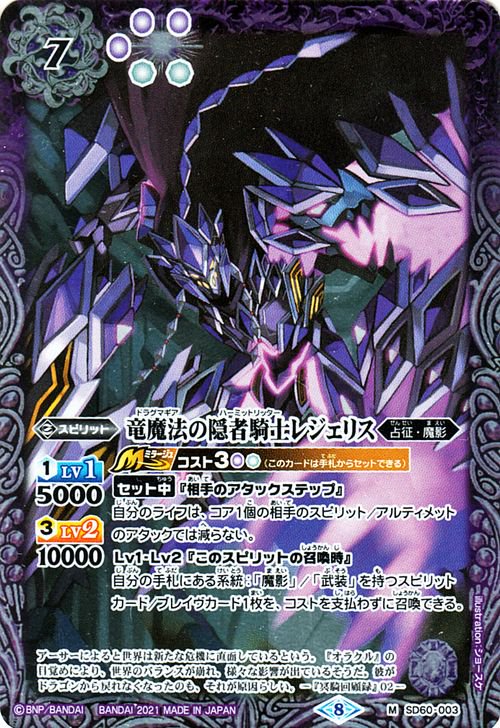 7
ドラグマギア ハーミットリッター
②スピリット 竜魔法の隠者騎士レジェリス 占征・魔影
せんせい まえい
1 LV1 5000
3 LV2 10000
ミラージュ コスト3 (このカードは手札からセットできる)
セット中 『相手のアタックステップ』
自分のライフは、コア1個の相手のスピリット/アルティメット
のアタックでは減らない。
Lv1・Lv2『このスピリットの召喚時』
自分の手札にある系統:「魔影」/「武装」を持つスピリット
カード/ブレイヴカード1枚を、コストを支払わずに召喚できる。
アーサーによると世界は新たな危機に直面しているという。『オラクル』の
目覚めにより、世界のバランスが崩れ、様々な影響が出ているそうだ。彼が
ドラゴンから戻れなくなったのも、それが原因らしい。―『冥騎回顧録』02―
illustration:ショースケ
©BNP/BANDAI BANDAI 2021 MADE IN JAPAN 8 M SD60-003